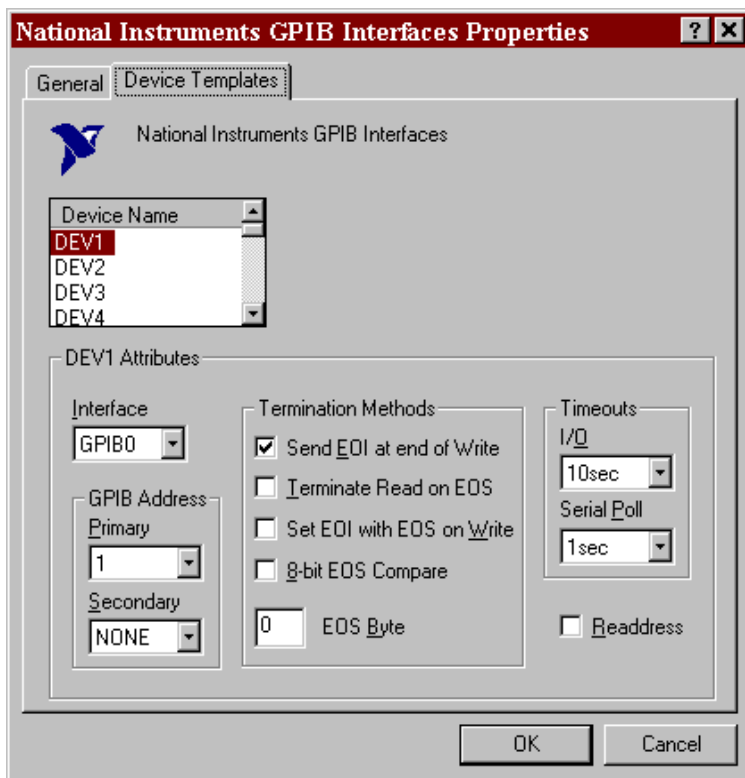 National Instruments GPIB Interfaces Properties
General
Device Templates
National Instruments GPIB Interfaces
Device Name
DEV1
DEV2
DEV3
DEV4
DEV1 Attributes
Interface
GPIB0
GPIB Address
Primary
1
Secondary
NONE
Termination Methods
Send EOI at end of Write
Terminate Read on EOS
Set EOI with EOS on Write
8-bit EOS Compare
0 EOS Byte
Timeouts
I/O
10sec
Serial Poll
1sec
Readdress
OK
Cancel